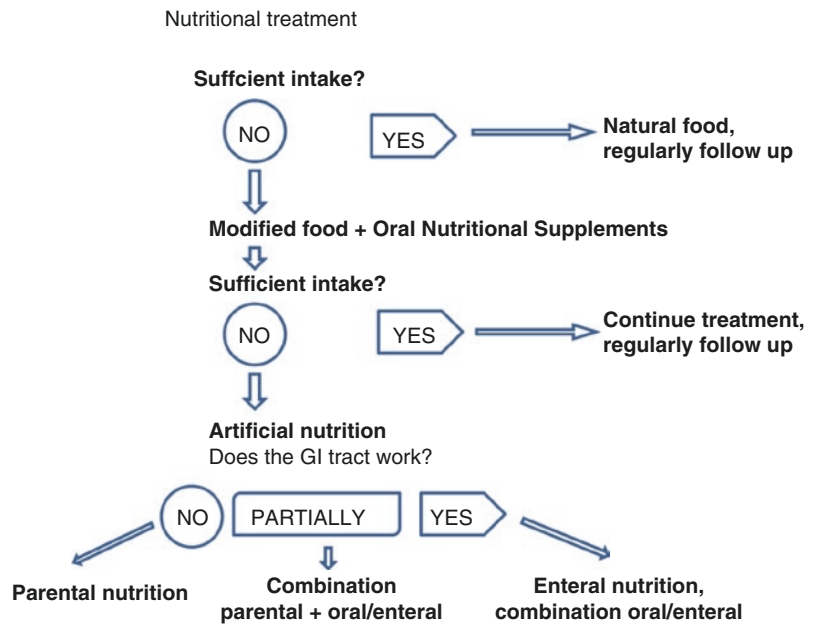 Nutritional treatment
Suffcient intake?
NO
YES
Natural food,
regularly follow up
Modified food + Oral Nutritional Supplements
Sufficient intake?
NO
YES
Continue treatment,
regularly follow up
Artificial nutrition
Does the GI tract work?
NO
PARTIALLY
YES
Parental nutrition
Combination
parental + oral/enteral
Enteral nutrition,
combination oral/enteral